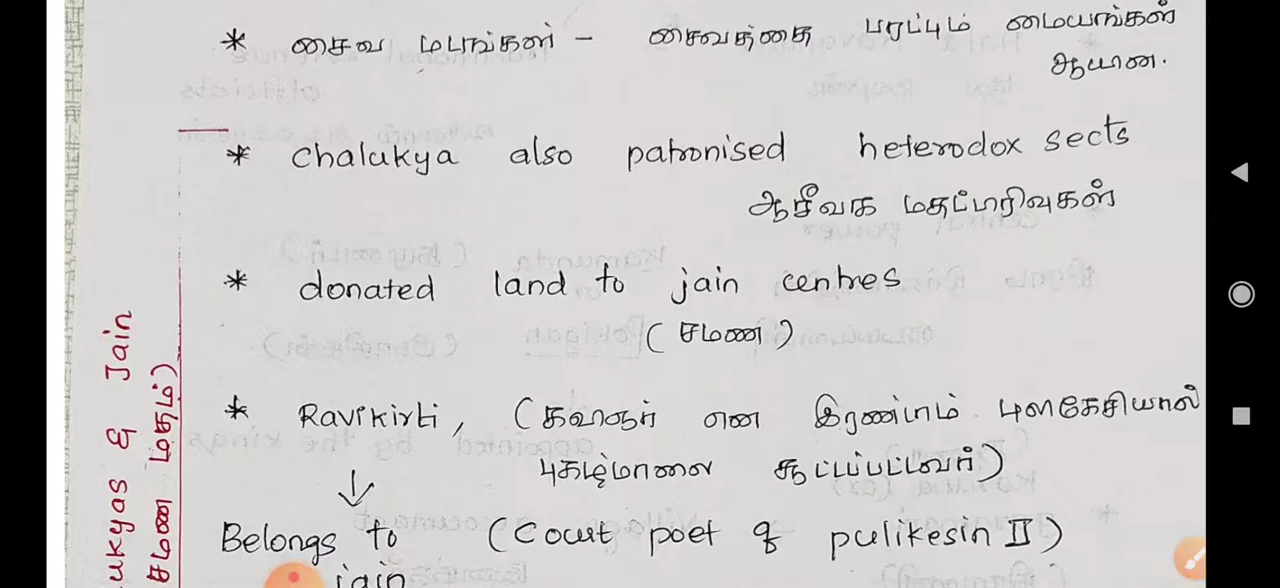 * சைவ மடங்கள் - சைவத்தை பரப்பும் மையங்கள்
ஆயின.
* Chalukya also patronised heterodox sects
ஆசீவக மதப்பிரிவுகள்
* donated land to jain centres
(சமண)
* Ravikirti, (கவிஞர் என இரண்டாம் புலிகேசியால்
புகழ்மாலை சூட்டப்பட்டவர்)
↓
Belongs to (Court poet of pulikesin II)
jain
ukyas & Jain
சமண மதம்)